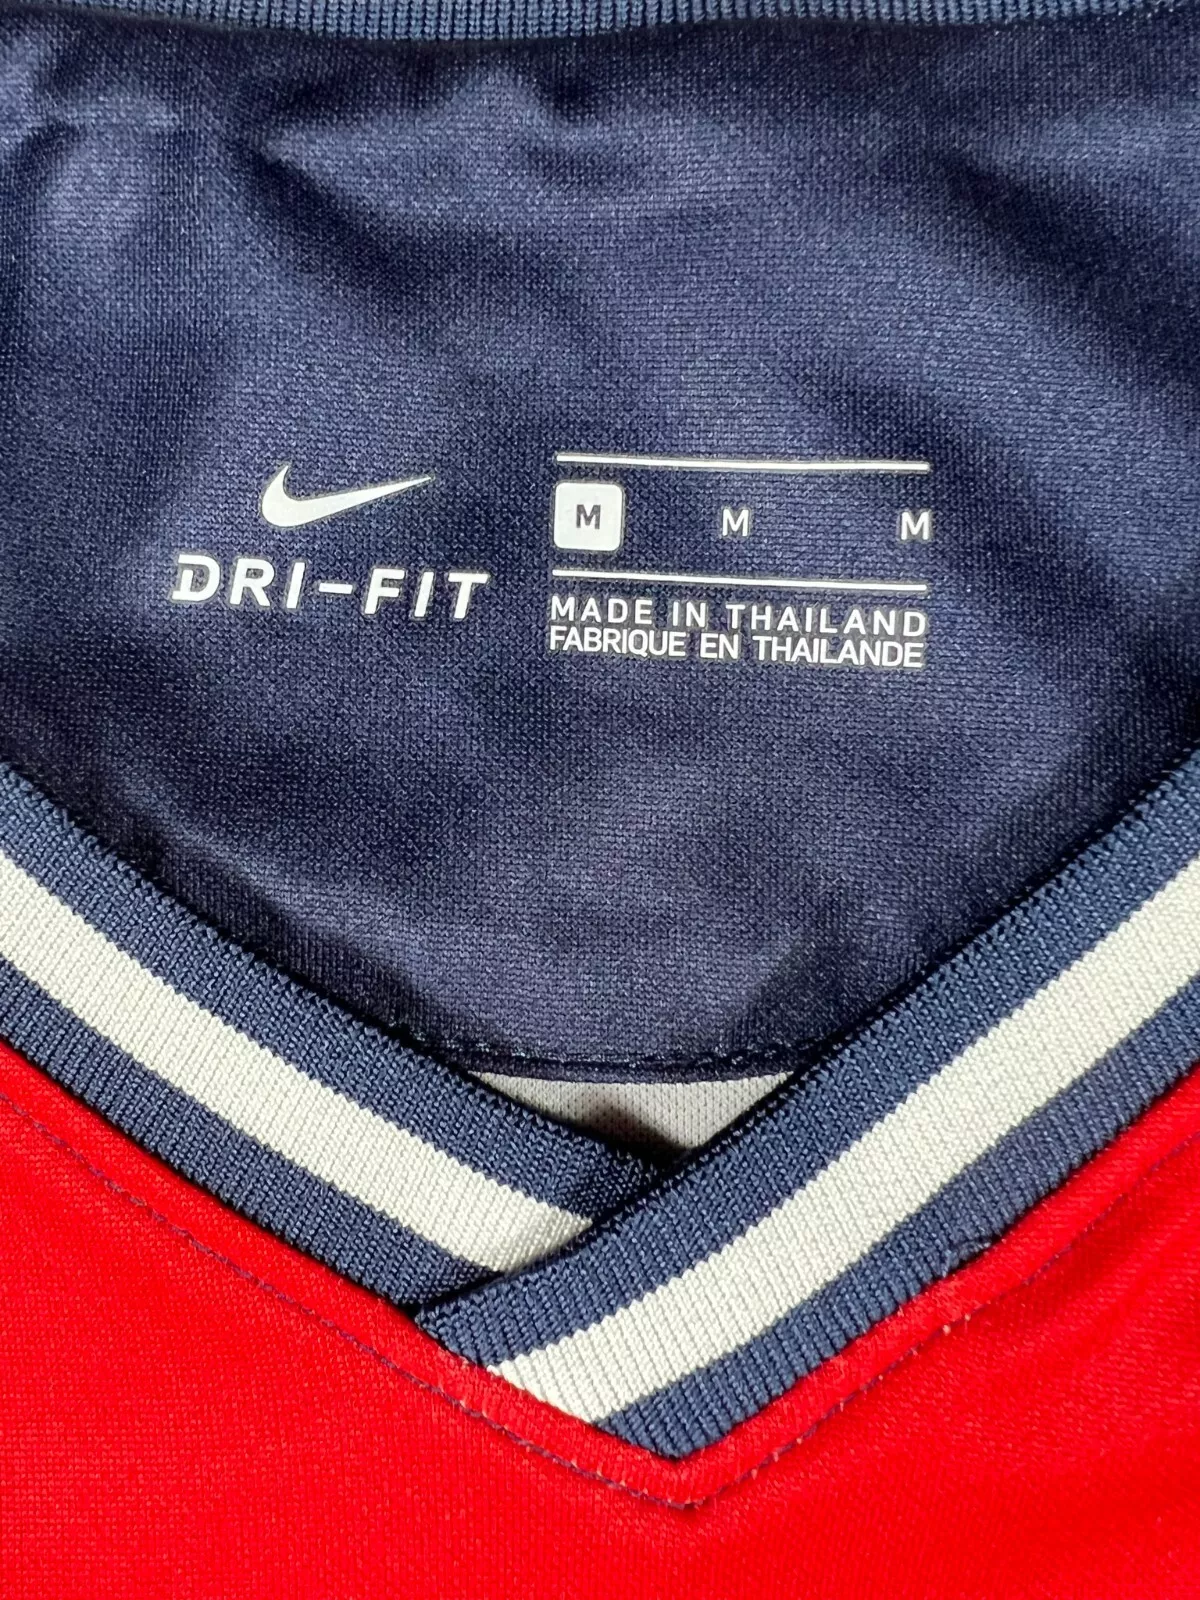 DRI-FIT
M M M
MADE IN THAILAND
FABRIQUE EN THAILANDE